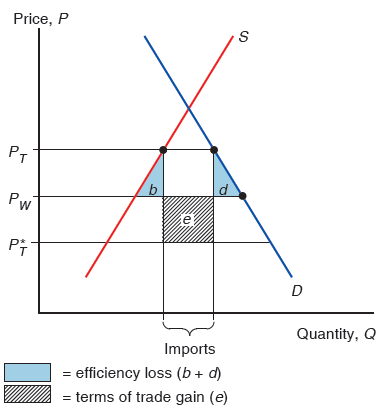 Price, P
S
P_T
b
d
P_W
e
P*_T
D
Quantity, Q
Imports
= efficiency loss (b + d)
= terms of trade gain (e)